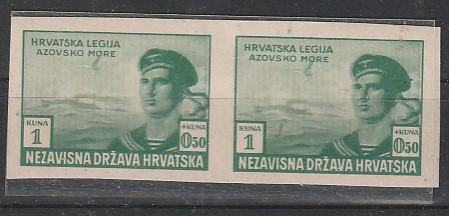 HRVATSKA LEGIJA
AZOVSKO MORE
KUNA
1
+KUNA
0.50
NEZAVISNA DRŽAVA HRVATSKA
HRVATSKA LEGIJA
AZOVSKO MORE
KUNA
1
+KUNA
0.50
NEZAVISNA DRŽAVA HRVATSKA